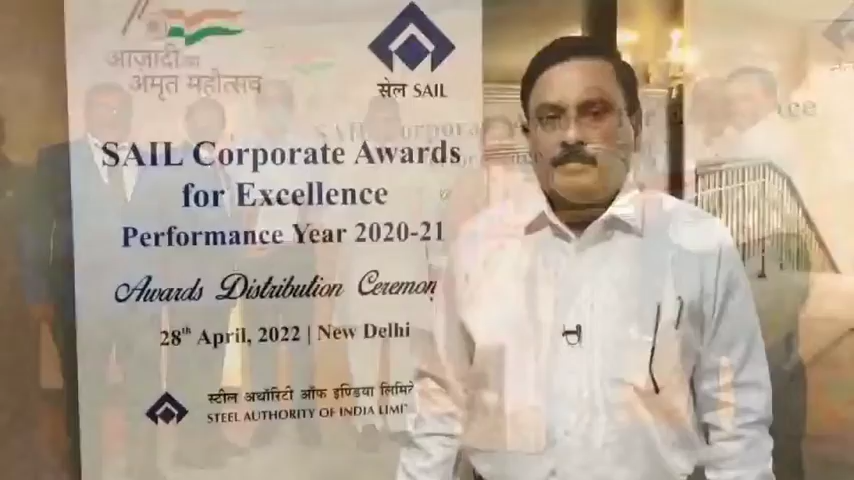 आज़ादी का
अमृत महोत्सव
सेल SAIL
SAIL Corporate Awards
for Excellence
Performance Year 2020-21
Awards Distribution Ceremony
28th April, 2022 | New Delhi
स्टील अथॉरिटी ऑफ इण्डिया लिमिटे
STEEL AUTHORITY OF INDIA LIMI